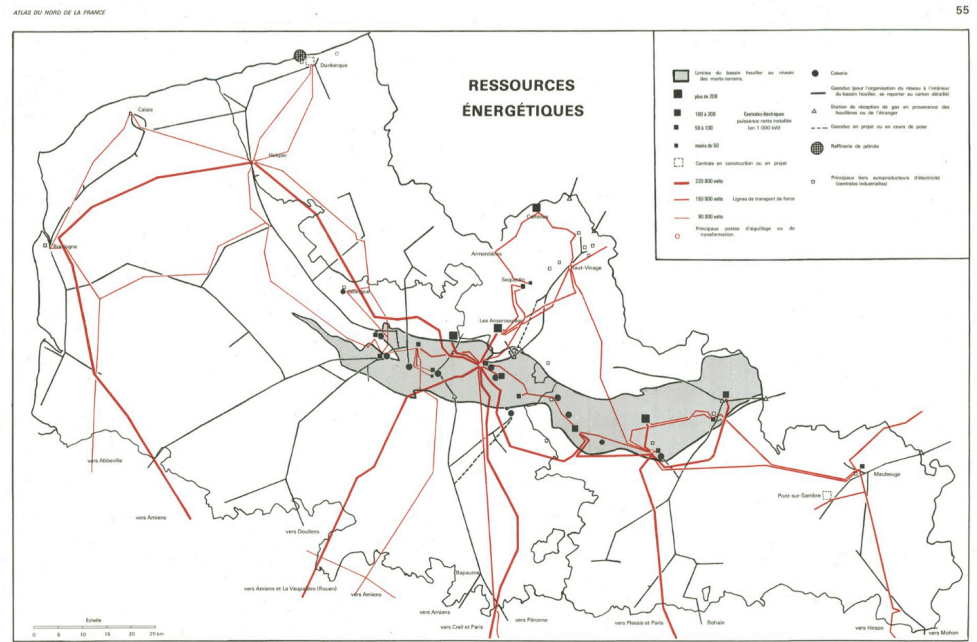 ATLAS DU NORD DE LA FRANCE
55
RESSOURCES
ÉNERGÉTIQUES
Limites du bassin houiller au niveau
des morts-terrains.
plus de 200
100 à 200
50 à 100
moins de 50
Centrales électriques
puissance nette installée
(en 1 000 kW)
Centrale en construction ou en projet
220 000 volts
150 000 volts
90 000 volts
Lignes de transport de force
Principaux postes d'aiguillage ou de
transformation
Cokerie
Gazoduc (pour l'organisation du réseau à l'intérieur
du bassin houiller, se reporter au carton détaillé)
Station de réception de gaz en provenance des
houillères ou de l'étranger
Gazoduc en projet ou en cours de pose
Raffinerie de pétrole
Principaux tiers autoproducteurs d'électricité
(centrales industrielles)
Dunkerque
Calais
Holque
Boulogne
Comines
Armentières
Sequedin
Haut-Vinage
Les Ansereuilles
vers Abbeville
vers Amiens
vers Doullens
vers Amiens et La Vaupalière (Rouen)
vers Amiens
Bapaume
vers Amiens
vers Creil et Paris
vers Péronne
vers Plesais et Paris
Bohain
Pont-sur-Sambre
Maubeuge
vers Hirson
vers Mohon
Echelle
0 5 10 15 20 25 km